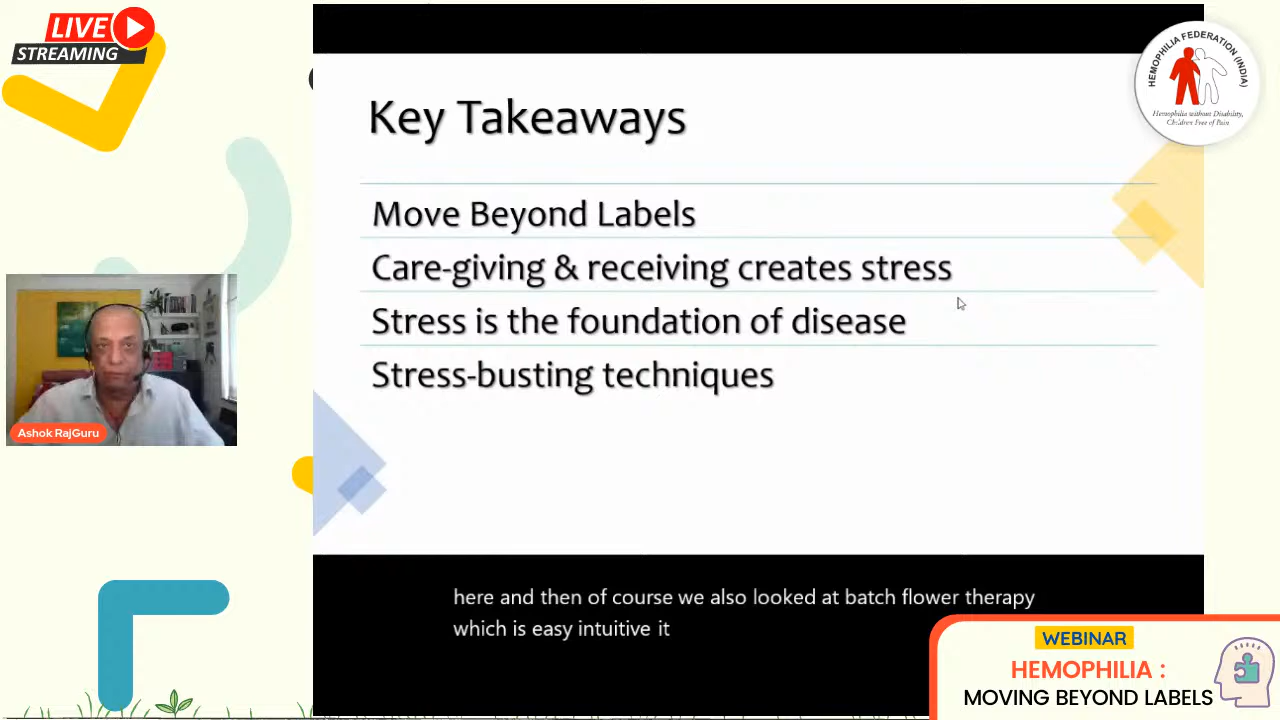 LIVE
STREAMING
HEMOPHILIA FEDERATION (INDIA)
Hemophilia without Disability,
Children Free of Pain
Key Takeaways
Move Beyond Labels
Care-giving & receiving creates stress
Stress is the foundation of disease
Stress-busting techniques
Ashok RajGuru
here and then of course we also looked at batch flower therapy
which is easy intuitive it
WEBINAR
HEMOPHILIA :
MOVING BEYOND LABELS